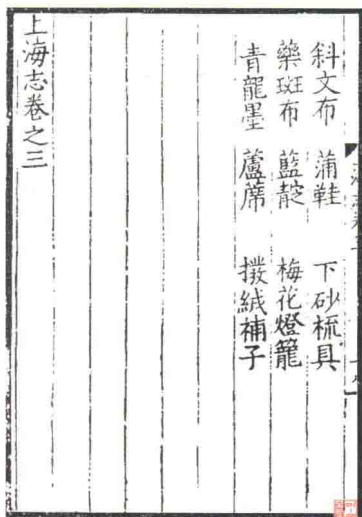 斜文布　蒲鞋　下砂梳具
藥斑布　藍靛　梅花燈籠
青龍墨　蘆蓆　撥絨補子
上海志卷之三